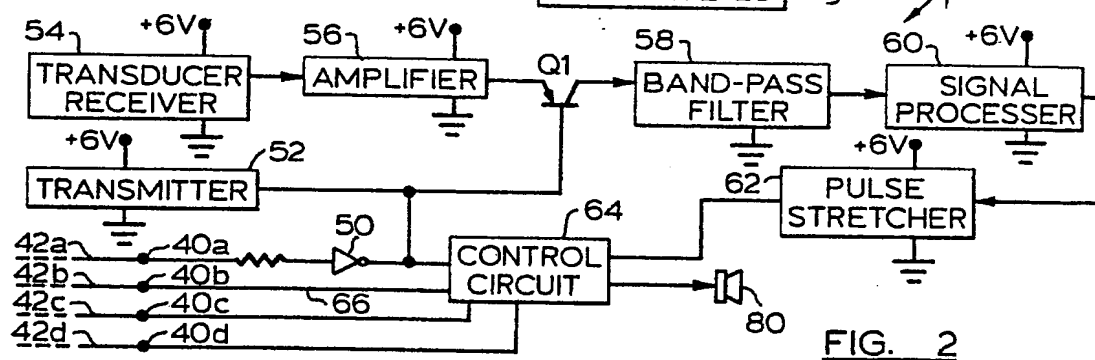 54
+6V
TRANSDUCER
RECEIVER
56
+6V
AMPLIFIER
Q1
58
BAND-PASS
FILTER
60
+6V
SIGNAL
PROCESSER
+6V
52
TRANSMITTER
62
+6V
PULSE
STRETCHER
42a
40a
50
64
CONTROL
CIRCUIT
42b
40b
66
42c
40c
42d
40d
80
FIG. 2